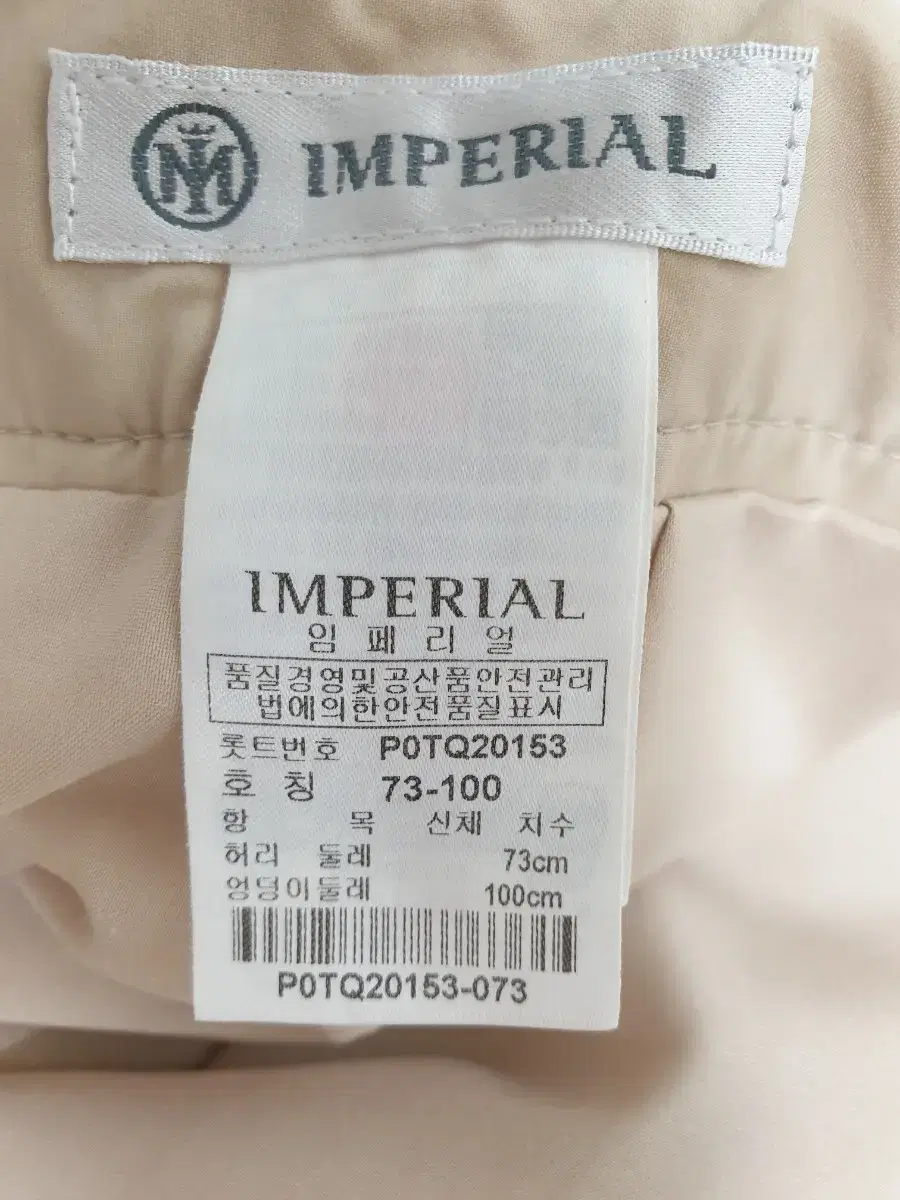 IMPERIAL
IMPERIAL
임페리얼
품질경영및공산품안전관리
법에의한안전품질표시
롯트번호 P0TQ20153
호 칭 73-100
항 목 신체 치수
허리 둘레 73cm
엉덩이둘레 100cm
P0TQ20153-073